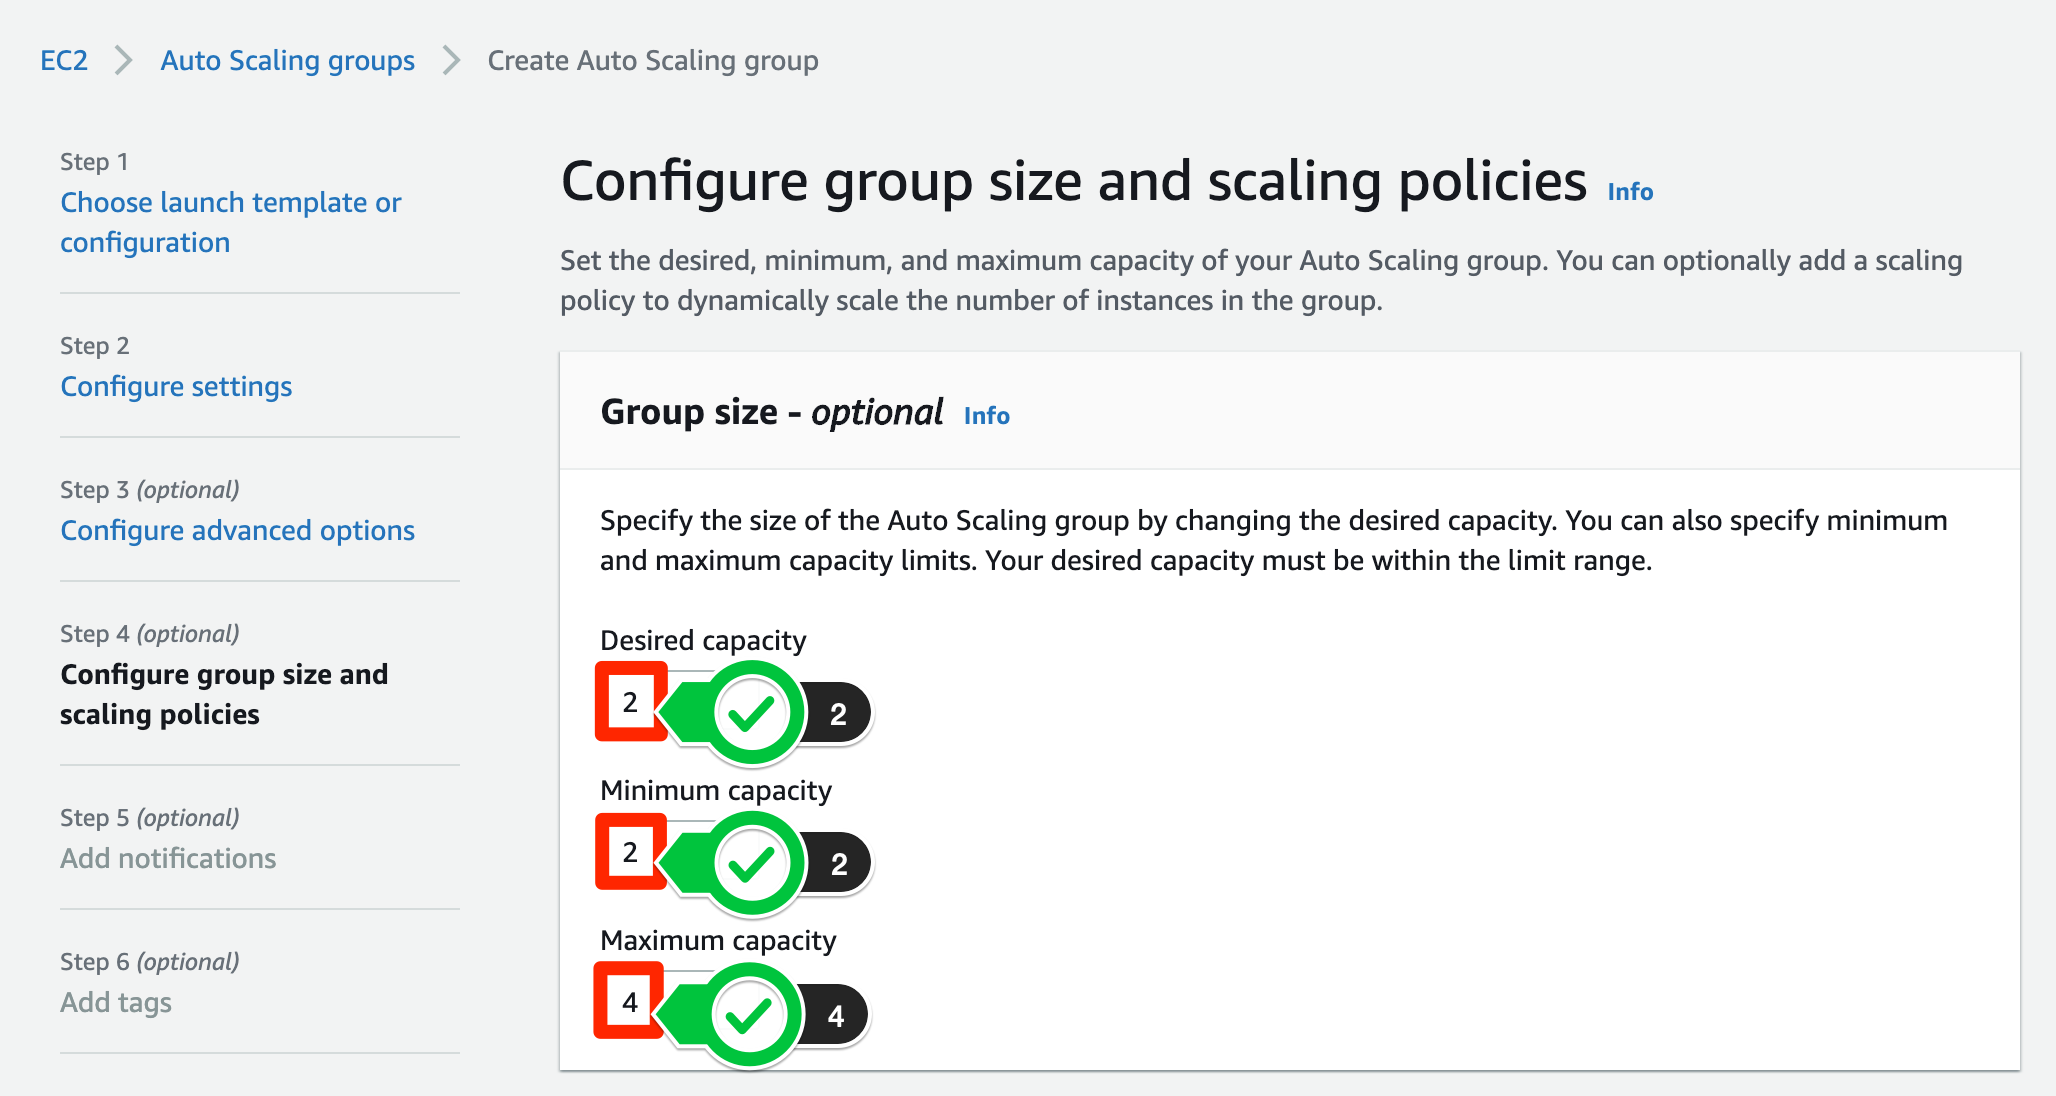 EC2 > Auto Scaling groups > Create Auto Scaling group
Step 1
Choose launch template or
configuration
Step 2
Configure settings
Step 3 (optional)
Configure advanced options
Step 4 (optional)
Configure group size and
scaling policies
Step 5 (optional)
Add notifications
Step 6 (optional)
Add tags
Configure group size and scaling policies Info
Set the desired, minimum, and maximum capacity of your Auto Scaling group. You can optionally add a scaling
policy to dynamically scale the number of instances in the group.
Group size - optional Info
Specify the size of the Auto Scaling group by changing the desired capacity. You can also specify minimum
and maximum capacity limits. Your desired capacity must be within the limit range.
Desired capacity
2 2
Minimum capacity
2 2
Maximum capacity
4 4